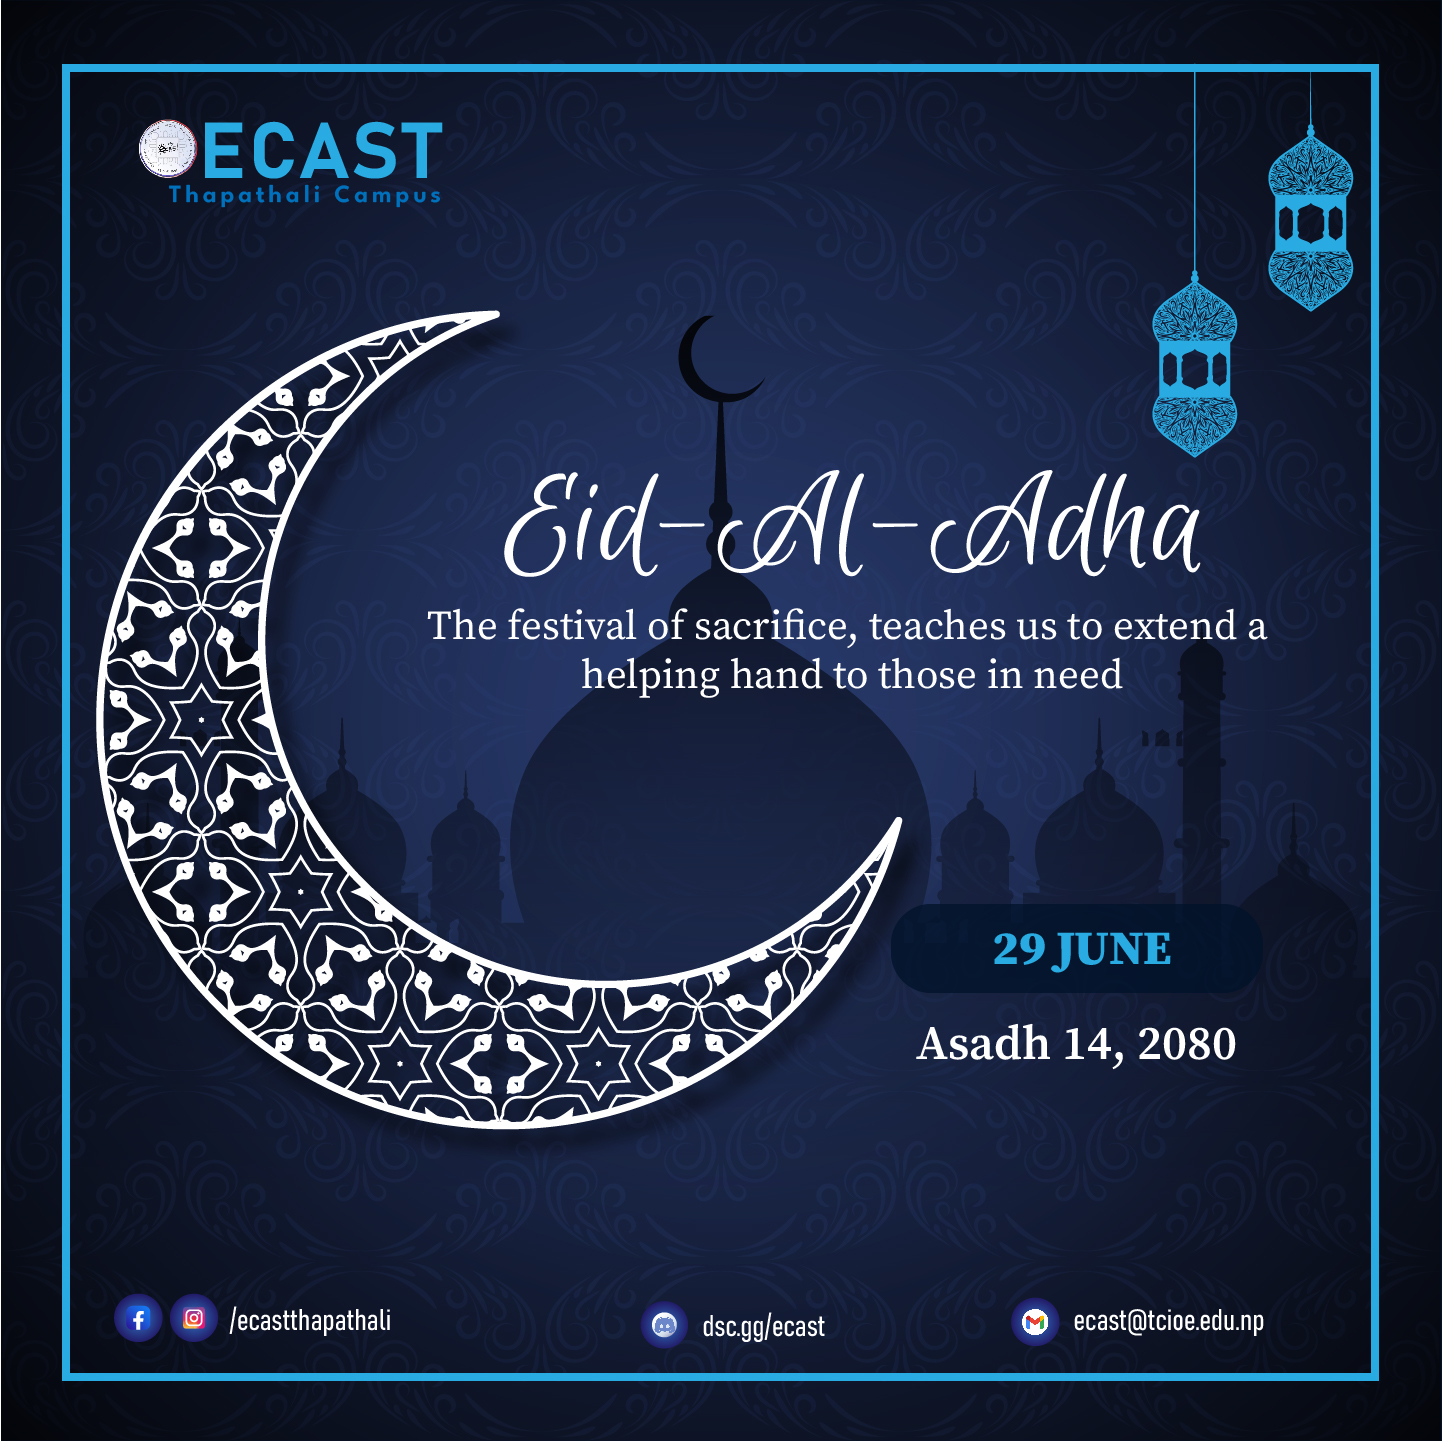 ECAST
Thapathali Campus
Eid-Al-Adha
The festival of sacrifice, teaches us to extend a
helping hand to those in need
29 JUNE
Asadh 14, 2080
/ecastthapathali
dsc.gg/ecast
ecast@tcioe.edu.np